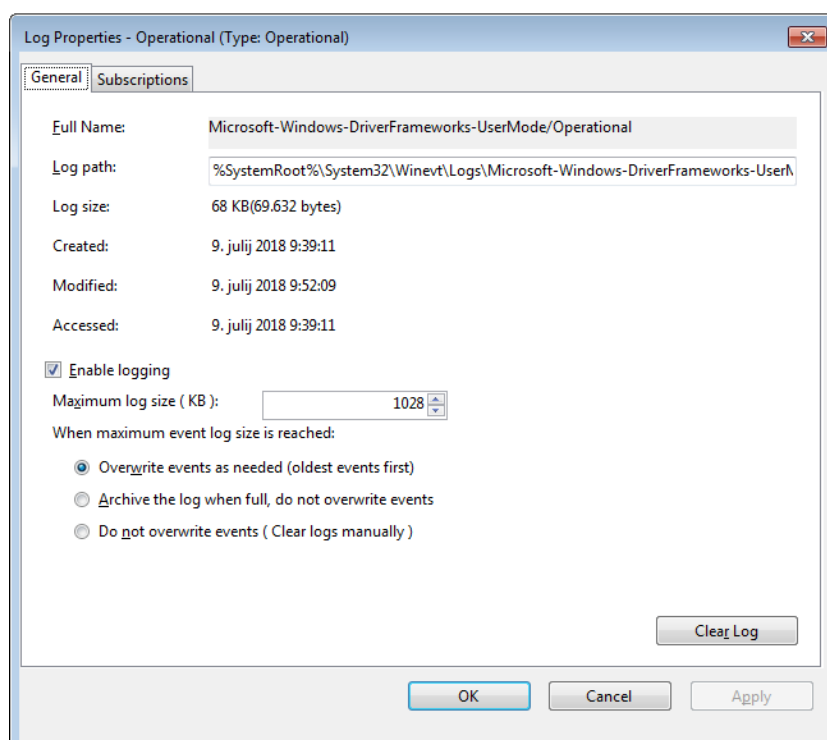 Log Properties - Operational (Type: Operational)
General
Subscriptions
Full Name:
Microsoft-Windows-DriverFrameworks-UserMode/Operational
Log path:
%SystemRoot%\System32\Winevt\Logs\Microsoft-Windows-DriverFrameworks-UserM
Log size:
68 KB(69.632 bytes)
Created:
9. julij 2018 9:39:11
Modified:
9. julij 2018 9:52:09
Accessed:
9. julij 2018 9:39:11
Enable logging
Maximum log size ( KB ):
1028
When maximum event log size is reached:
Overwrite events as needed (oldest events first)
Archive the log when full, do not overwrite events
Do not overwrite events ( Clear logs manually )
Clear Log
OK
Cancel
Apply